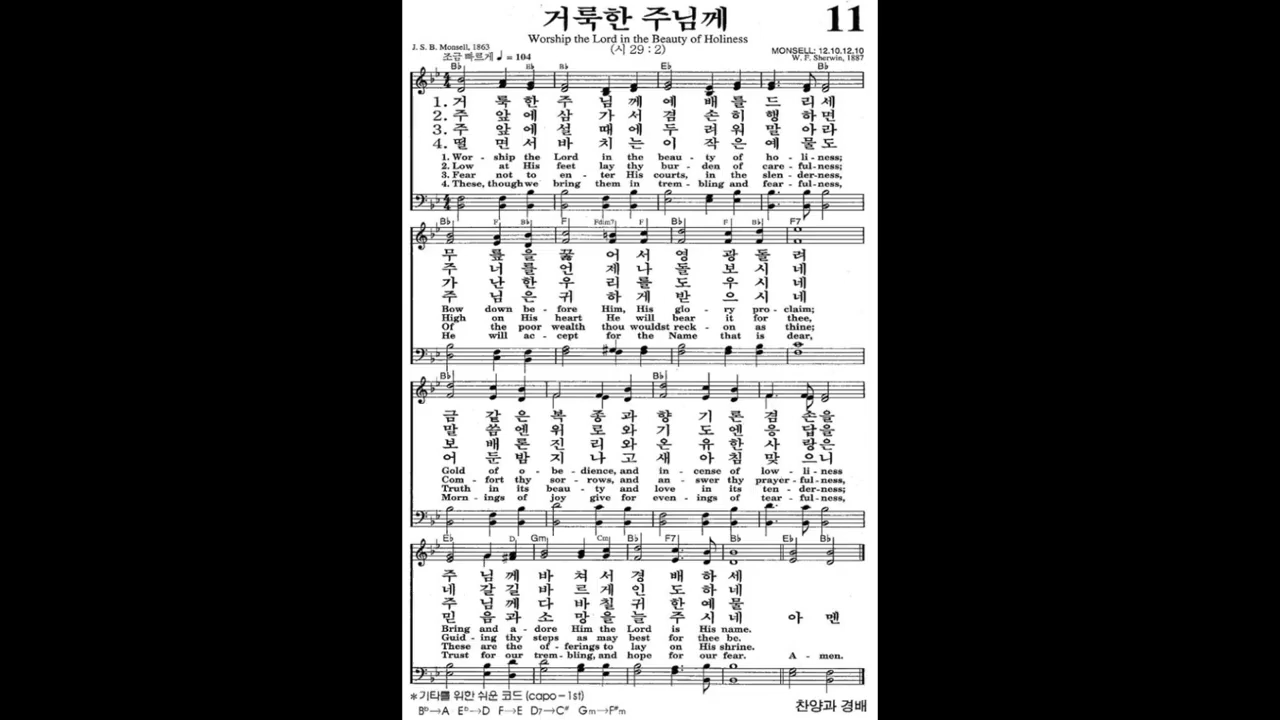 거룩한 주님께
11
Worship the Lord in the Beauty of Holiness
(시 29 : 2)
J. S. B. Monsell, 1863
MONSELL: 12.10.12.10
조금 빠르게 ♩= 104
W. F. Sherwin, 1887
B♭ E♭ B♭ E♭ B♭
1. 거 룩 한 주 님 께 예 배 를 드 리 세
2. 주 앞 에 삼 가 서 겸 손 히 행 하 면
3. 주 앞 에 설 때 에 두 려 워 말 아 라
4. 떨 면 서 바 치 는 이 작 은 예 물 도
1. Wor - ship the Lord in the beau - ty of ho - li - ness;
2. Low at His feet lay thy bur - den of care - ful - ness,
3. Fear not to en - ter His courts, in the slen - der - ness,
4. These, though we bring them in trem - bling and fear - ful - ness,
B♭ F B♭ F F♯dim7 F B♭ F B♭ F7
무 릎 을 꿇 어 서 영 광 돌 려
주 너 를 언 제 나 돌 보 시 네
가 난 한 우 리 를 도 우 시 네
주 님 은 귀 하 게 받 으 시 네
Bow down be - fore Him, His glo - ry pro - claim;
High on His heart He will bear it for thee,
Of the poor wealth thou wouldst reck - on as thine;
He will ac - cept for the Name that is dear,
B♭ B♭
금 같 은 복 종 과 향 기 론 겸 손 을
말 씀 엔 위 로 와 기 도 엔 응 답 을
보 배 론 진 리 와 온 유 한 사 랑 은
어 둔 밤 지 나 고 새 아 침 맞 으 니
Gold of o - be - dience, and in - cense of low - li - ness
Com - fort thy sor - rows, and an - swer thy prayer - ful - ness,
Truth in its beau - ty and love in its ten - der - ness;
Morn - ings of joy give for even - ings of tear - ful - ness,
E♭ D Gm Cm B♭ F7 B♭ E♭ B♭
주 님 께 바 쳐 서 경 배 하 세
네 갈 길 바 르 게 인 도 하 네
주 님 께 다 바 칠 귀 한 예 물
믿 음 과 소 망 을 늘 주 시 네 아 멘
Bring and a - dore Him the Lord is His name.
Guid - ing thy steps as may best for thee be.
These are the of - ferings to lay on His shrine.
Trust for our trem - bling, and hope for our fear. A - men.
* 기타를 위한 쉬운 코드 (capo - 1st)
B♭→A E♭→D F→E D7→C♯ Gm→F♯m
찬양과 경배